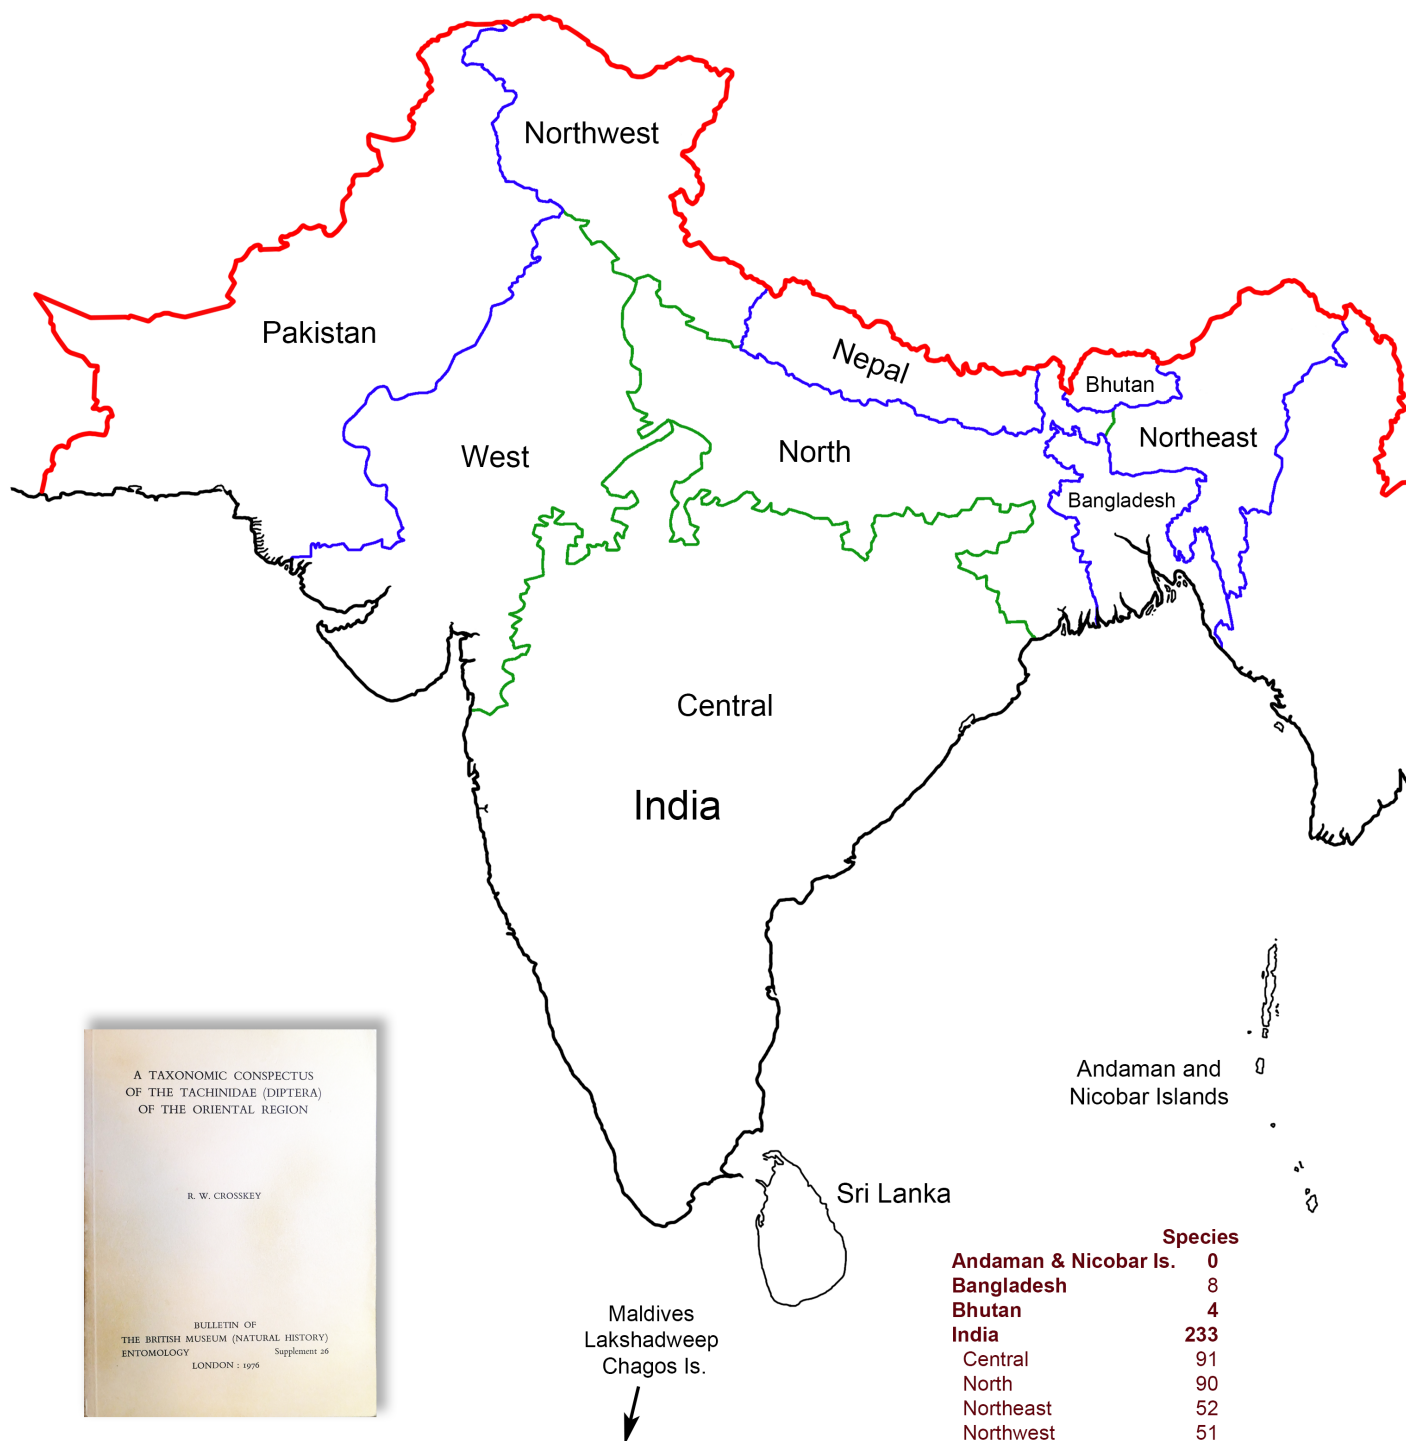 Northwest
Pakistan
Nepal
Bhutan
West
North
Northeast
Bangladesh
Central
India
Andaman and
Nicobar Islands
Sri Lanka
Maldives
Lakshadweep
Chagos Is.
A TAXONOMIC CONSPECTUS
OF THE TACHINIDAE (DIPTERA)
OF THE ORIENTAL REGION
R. W. CROSSKEY
BULLETIN OF
THE BRITISH MUSEUM (NATURAL HISTORY)
ENTOMOLOGY Supplement 26
LONDON : 1976
Species
Andaman & Nicobar Is. 0
Bangladesh 8
Bhutan 4
India 233
Central 91
North 90
Northeast 52
Northwest 51